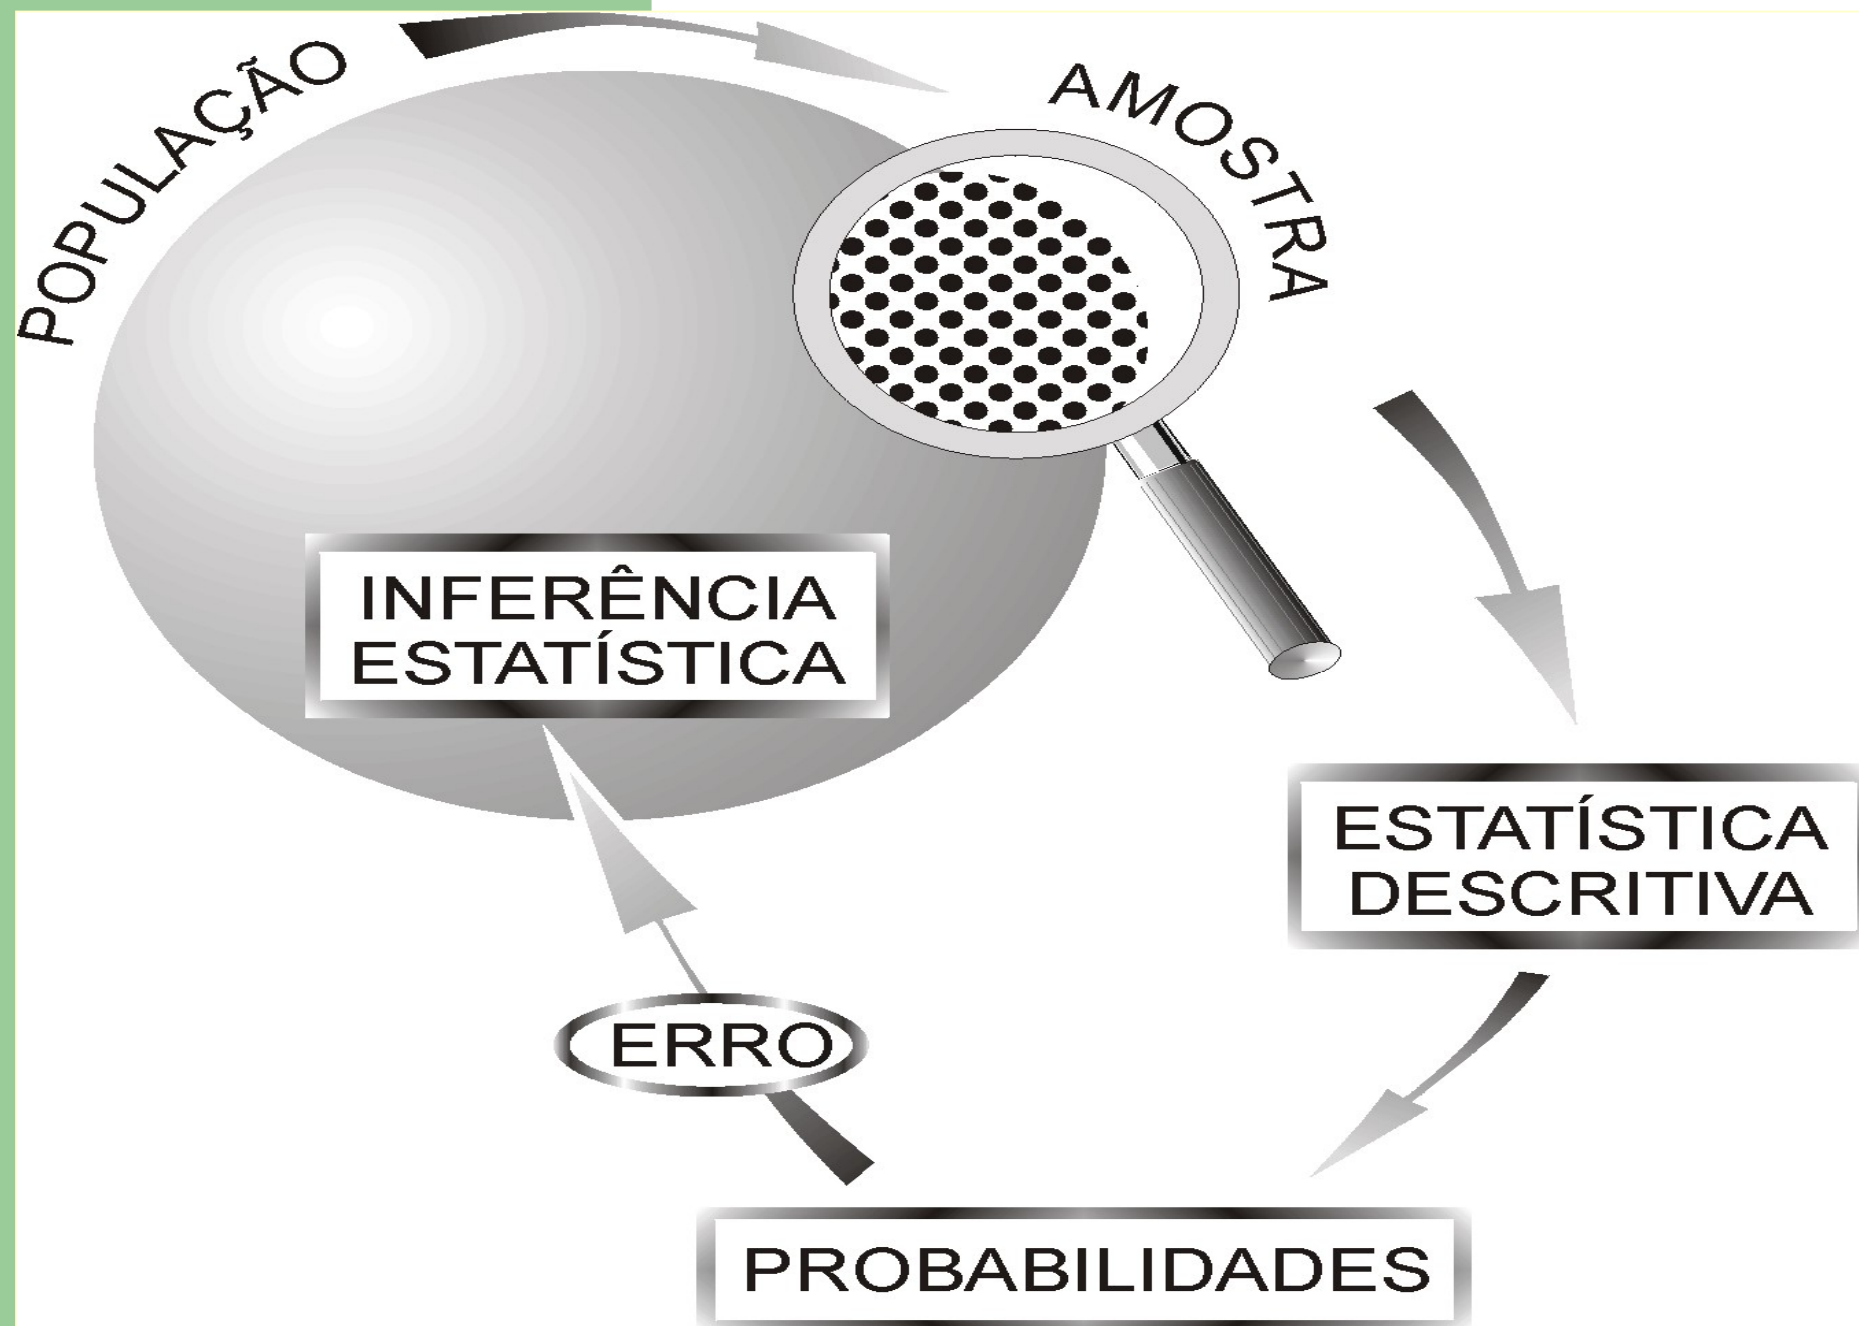 POPULAÇÃO
AMOSTRA
INFERÊNCIA
ESTATÍSTICA
ESTATÍSTICA
DESCRITIVA
ERRO
PROBABILIDADES